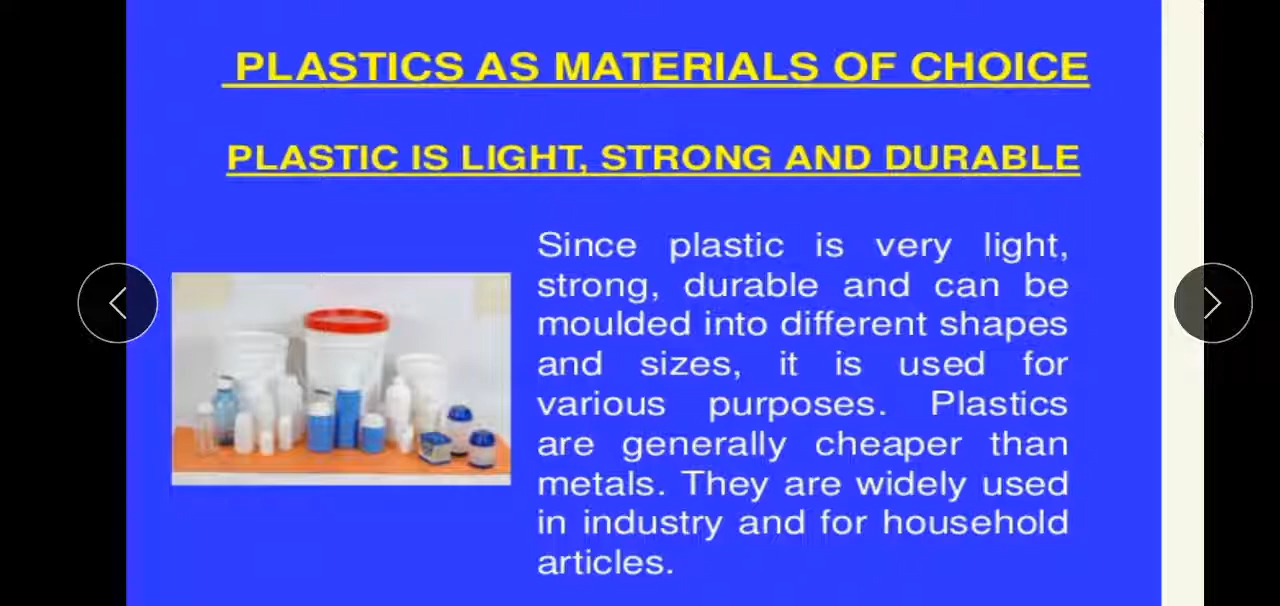 PLASTICS AS MATERIALS OF CHOICE
PLASTIC IS LIGHT, STRONG AND DURABLE
Since plastic is very light,
strong, durable and can be
moulded into different shapes
and sizes, it is used for
various purposes. Plastics
are generally cheaper than
metals. They are widely used
in industry and for household
articles.